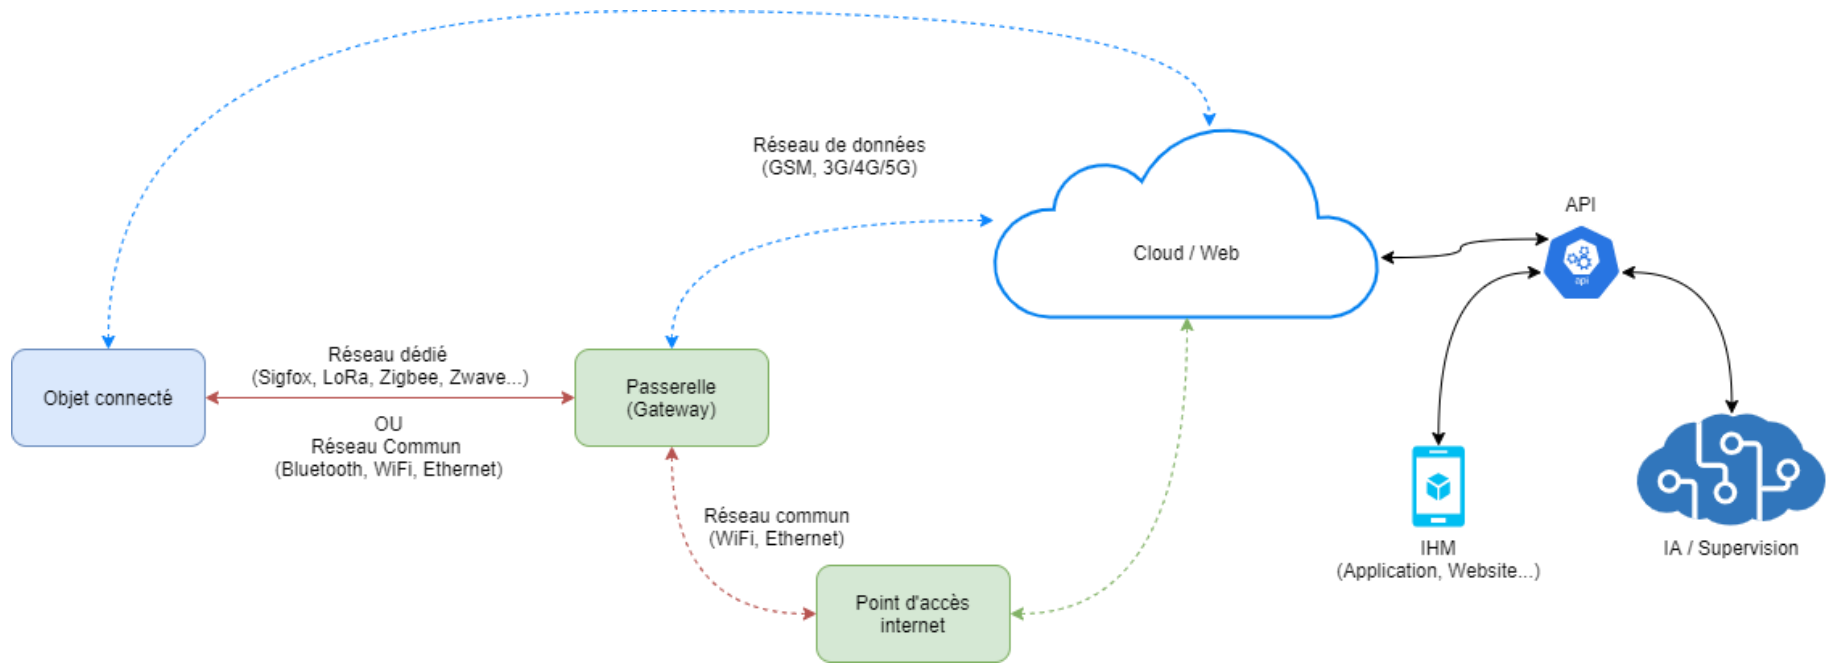 Réseau de données
(GSM, 3G/4G/5G)
Cloud / Web
API
api
Objet connecté
Réseau dédié
(Sigfox, LoRa, Zigbee, Zwave...)
OU
Réseau Commun
(Bluetooth, WiFi, Ethernet)
Passerelle
(Gateway)
Réseau commun
(WiFi, Ethernet)
Point d'accès
internet
IHM
(Application, Website...)
IA / Supervision